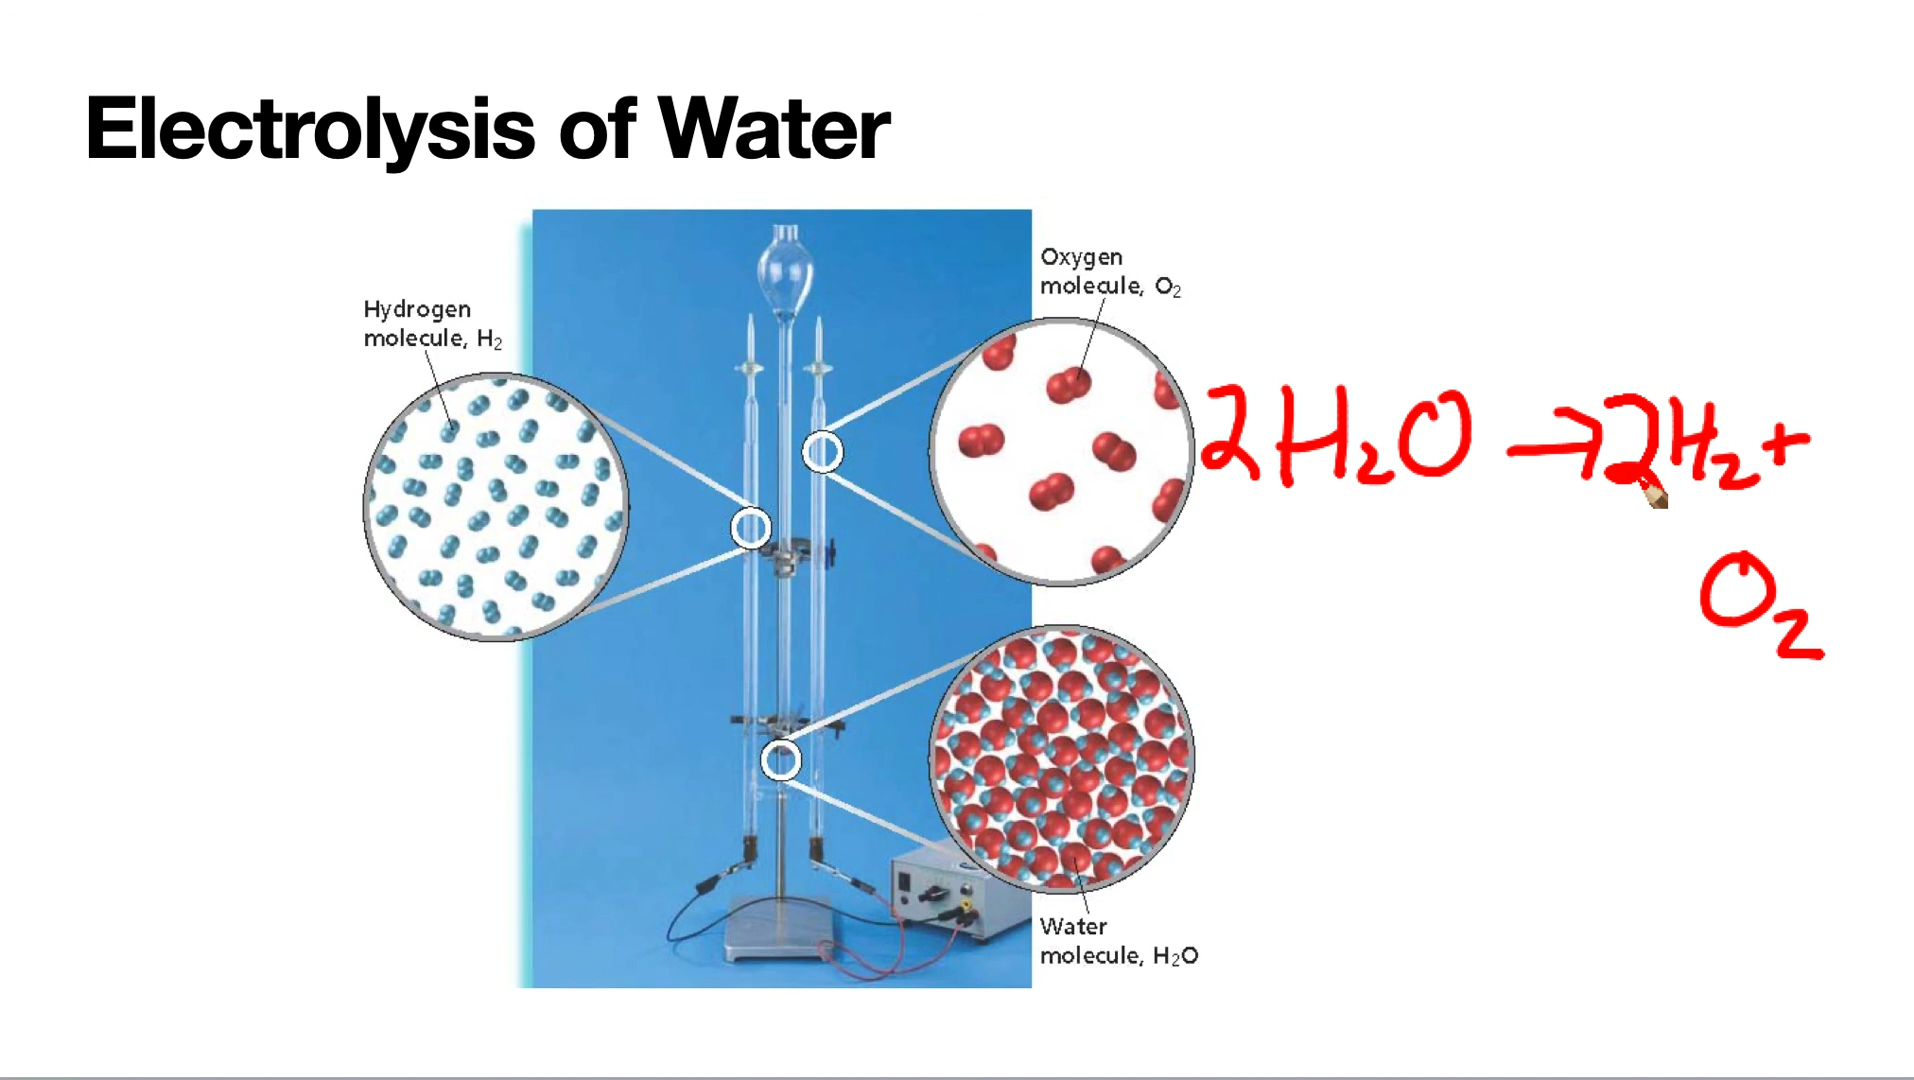 Electrolysis of Water
Hydrogen
molecule, H₂
Oxygen
molecule, O₂
2H₂O → 2H₂ +
O₂
Water
molecule, H₂O